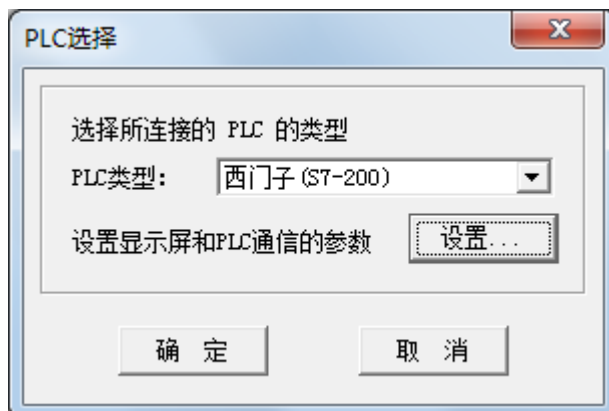 PLC选择
选择所连接的 PLC 的类型
PLC类型: 西门子(S7-200)
设置显示屏和PLC通信的参数 设置...
确 定 取 消